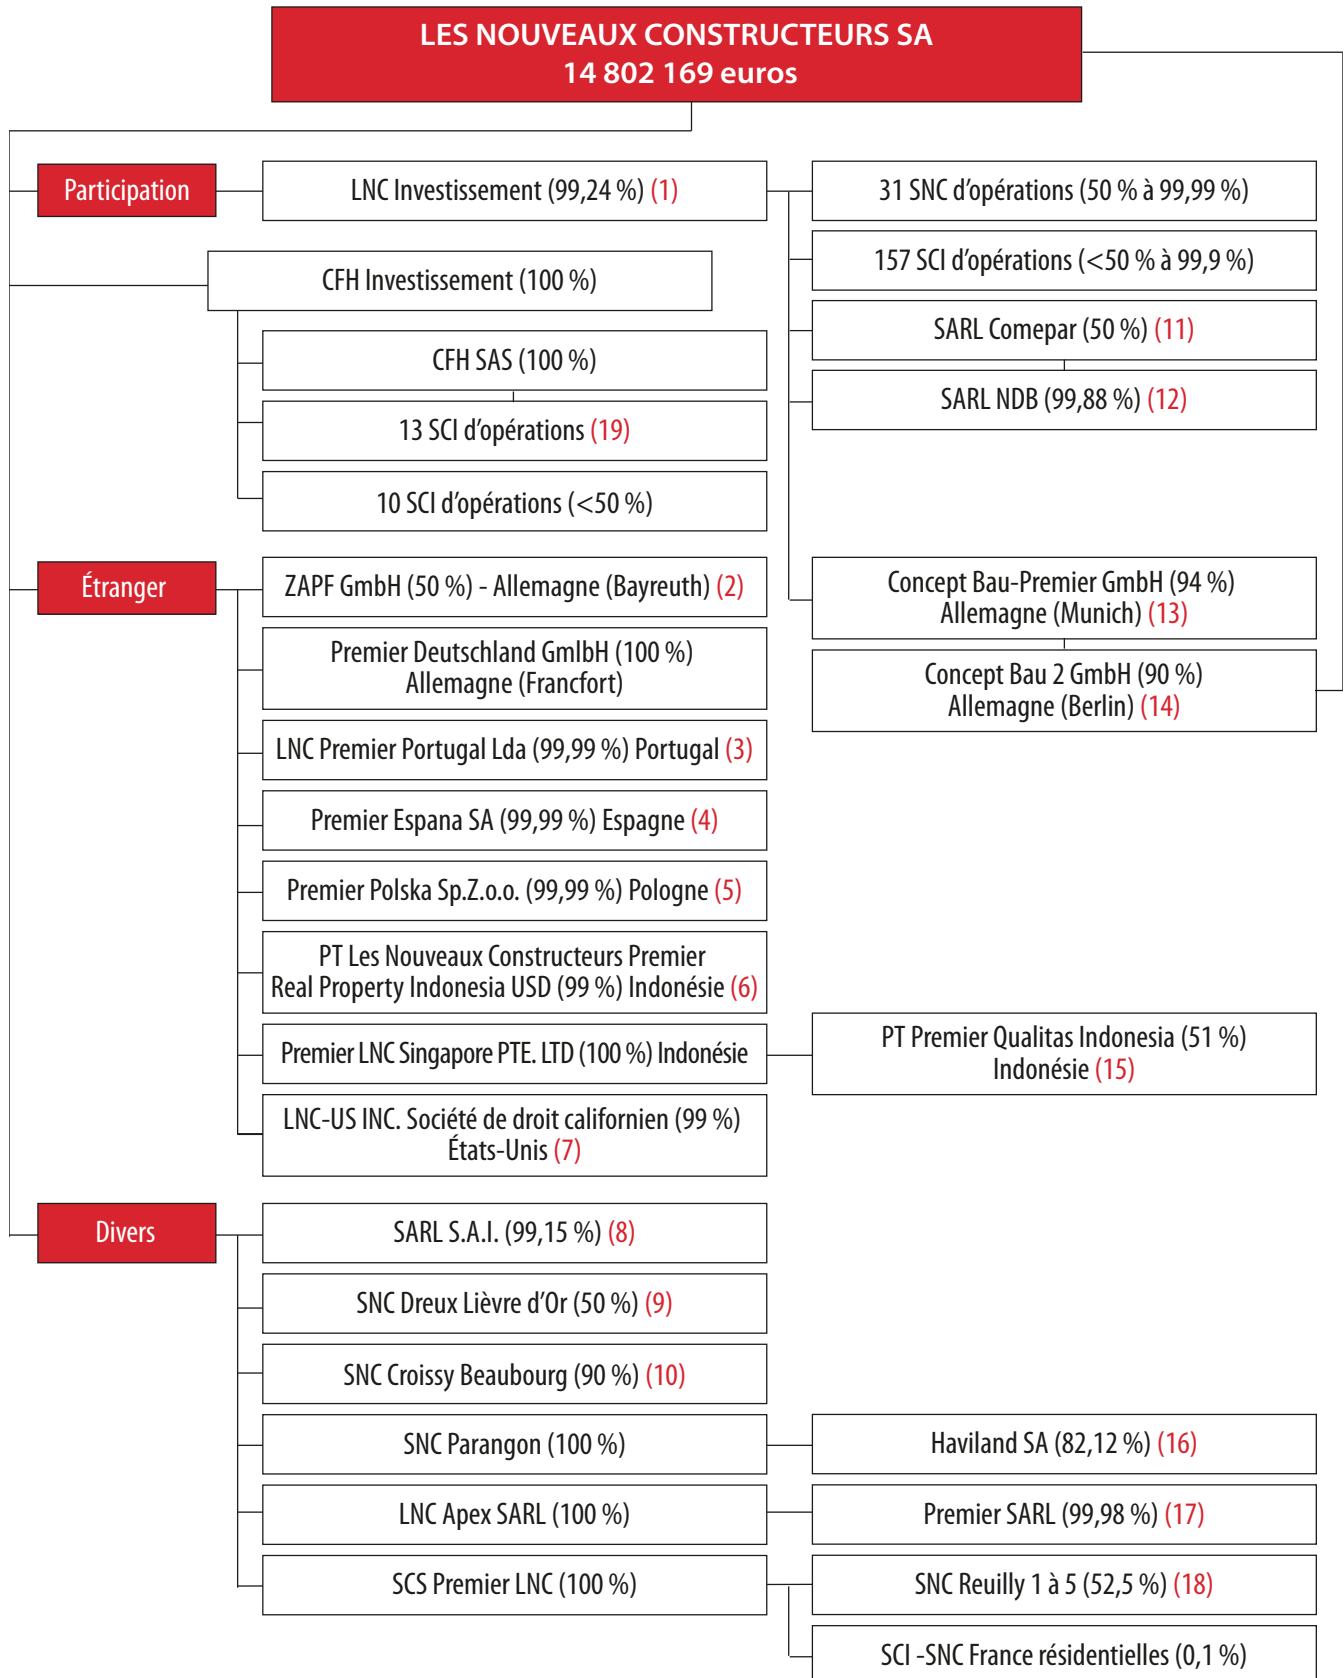 LES NOUVEAUX CONSTRUCTEURS SA
14 802 169 euros
Participation
LNC Investissement (99,24 %) (1)
31 SNC d'opérations (50 % à 99,99 %)
157 SCI d'opérations (<50 % à 99,9 %)
SARL Comepar (50 %) (11)
SARL NDB (99,88 %) (12)
CFH Investissement (100 %)
CFH SAS (100 %)
13 SCI d'opérations (19)
10 SCI d'opérations (<50 %)
Étranger
ZAPF GmbH (50 %) - Allemagne (Bayreuth) (2)
Concept Bau-Premier GmbH (94 %)
Allemagne (Munich) (13)
Premier Deutschland GmlbH (100 %)
Allemagne (Francfort)
Concept Bau 2 GmbH (90 %)
Allemagne (Berlin) (14)
LNC Premier Portugal Lda (99,99 %) Portugal (3)
Premier Espana SA (99,99 %) Espagne (4)
Premier Polska Sp.Z.o.o. (99,99 %) Pologne (5)
PT Les Nouveaux Constructeurs Premier
Real Property Indonesia USD (99 %) Indonésie (6)
Premier LNC Singapore PTE. LTD (100 %) Indonésie
PT Premier Qualitas Indonesia (51 %)
Indonésie (15)
LNC-US INC. Société de droit californien (99 %)
États-Unis (7)
Divers
SARL S.A.I. (99,15 %) (8)
SNC Dreux Lièvre d'Or (50 %) (9)
SNC Croissy Beaubourg (90 %) (10)
SNC Parangon (100 %)
Haviland SA (82,12 %) (16)
LNC Apex SARL (100 %)
Premier SARL (99,98 %) (17)
SCS Premier LNC (100 %)
SNC Reuilly 1 à 5 (52,5 %) (18)
SCI -SNC France résidentielles (0,1 %)